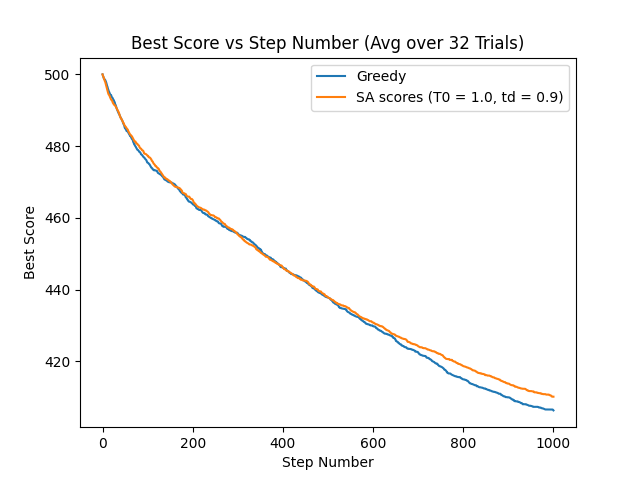 Best Score vs Step Number (Avg over 32 Trials)
Greedy
SA scores (T0 = 1.0, td = 0.9)
500
480
460
440
420
Best Score
0 200 400 600 800 1000
Step Number